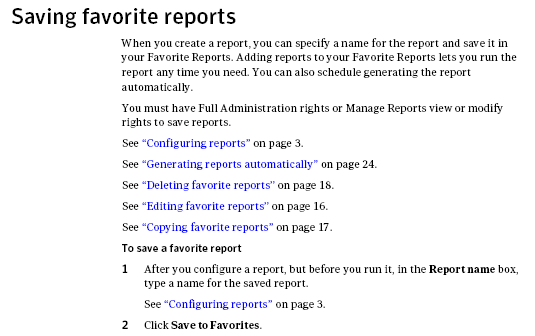 Saving favorite reports
When you create a report, you can specify a name for the report and save it in
your Favorite Reports. Adding reports to your Favorite Reports lets you run the
report any time you need. You can also schedule generating the report
automatically.
You must have Full Administration rights or Manage Reports view or modify
rights to save reports.
See “Configuring reports” on page 3.
See “Generating reports automatically” on page 24.
See “Deleting favorite reports” on page 18.
See “Editing favorite reports” on page 16.
See “Copying favorite reports” on page 17.
To save a favorite report
1 After you configure a report, but before you run it, in the Report name box,
type a name for the saved report.
See “Configuring reports” on page 3.
2 Click Save to Favorites.